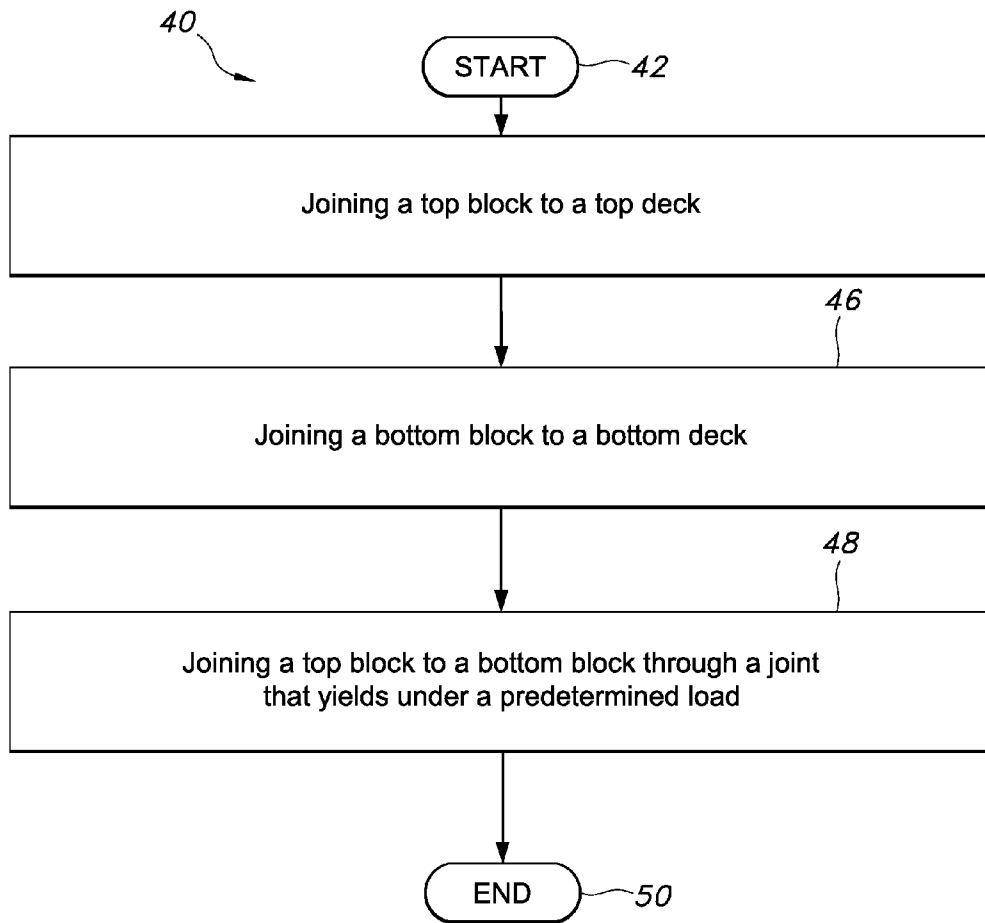 40
START
42
Joining a top block to a top deck
46
Joining a bottom block to a bottom deck
48
Joining a top block to a bottom block through a joint
that yields under a predetermined load
END
50